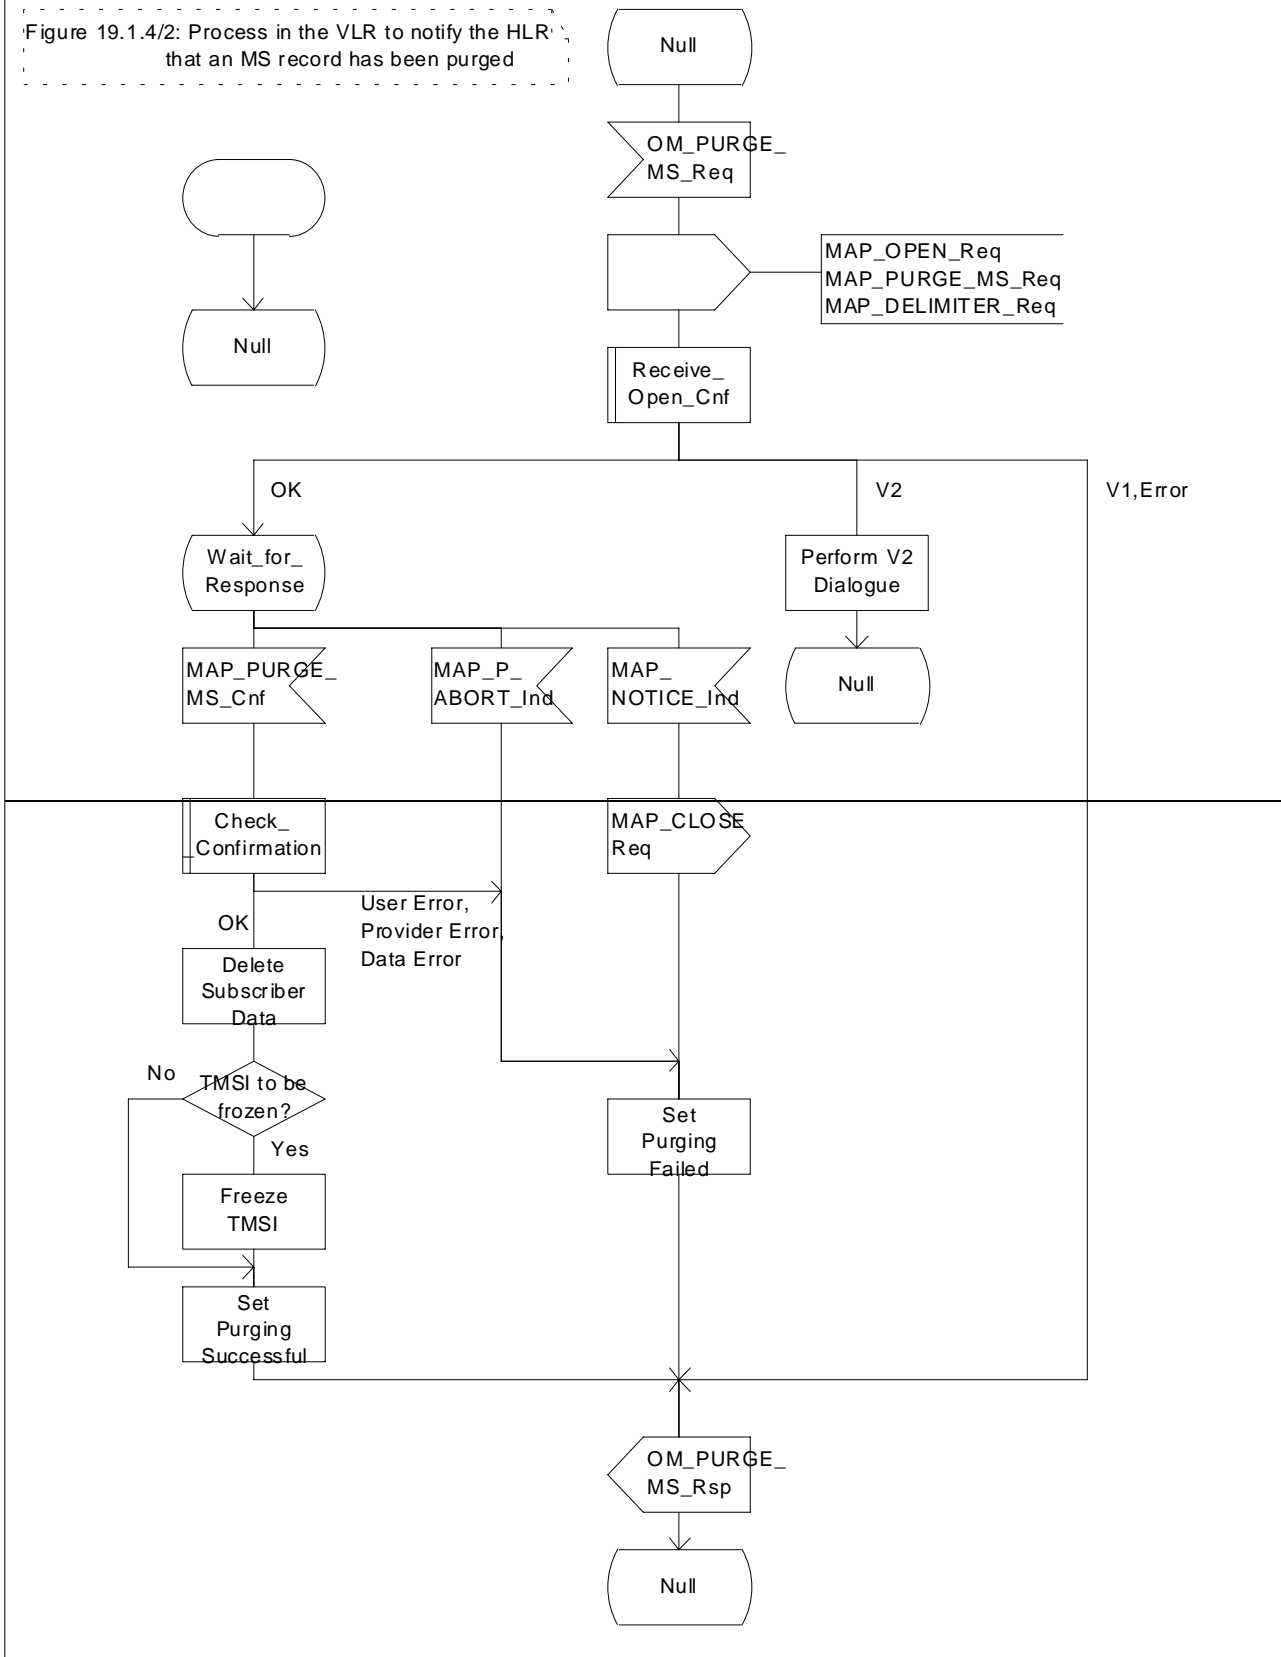 Figure 19.1.4/2: Process in the VLR to notify the HLR
that an MS record has been purged
Null
OM_PURGE_
MS_Req
MAP_OPEN_Req
MAP_PURGE_MS_Req
MAP_DELIMITER_Req
Null
Receive_
Open_Cnf
OK
V2
V1,Error
Wait_for_
Response
Perform V2
Dialogue
MAP_PURGE_
MS_Cnf
MAP_P_
ABORT_Ind
MAP_
NOTICE_Ind
Null
Check_
Confirmation
MAP_CLOSE
Req
User Error,
Provider Error,
Data Error
OK
Delete
Subscriber
Data
No
TMSI to be
frozen?
Yes
Set
Purging
Failed
Freeze
TMSI
Set
Purging
Successful
OM_PURGE_
MS_Rsp
Null